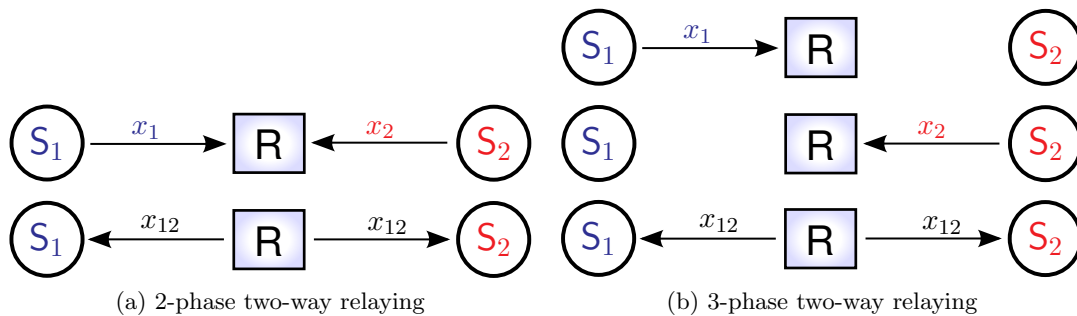 S₁ x₁ R x₂ S₂
S₁ x₁₂ R x₁₂ S₂
(a) 2-phase two-way relaying
S₁ x₁ R S₂
S₁ R x₂ S₂
S₁ x₁₂ R x₁₂ S₂
(b) 3-phase two-way relaying